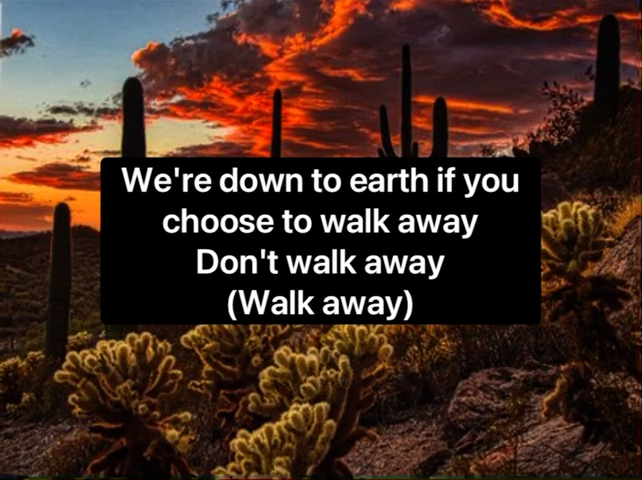 We're down to earth if you
choose to walk away
Don't walk away
(Walk away)